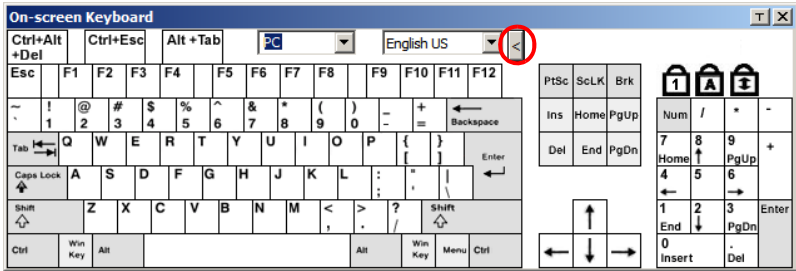 On-screen Keyboard T X
Ctrl+Alt +Del Ctrl+Esc Alt +Tab PC English US <
Esc F1 F2 F3 F4 F5 F6 F7 F8 F9 F10 F11 F12 PtSc ScLK Brk 1 A
~ ! @ # $ % ^ & * ( ) _ +
` 1 2 3 4 5 6 7 8 9 0 - = Backspace Ins Home PgUp Num / * -
Tab Q W E R T Y U I O P { }
[ ] Enter Del End PgDn 7 8 9 +
Home ↑ PgUp
Caps Lock A S D F G H J K L : " |
; ' \ 4 5 6
← →
Shift Z X C V B N M < > ? Shift
, . / ↑ 1 2 3 Enter
End ↓ PgDn
Ctrl Win Key Alt Alt Win Key Menu Ctrl ← ↓ → 0 .
Insert Del